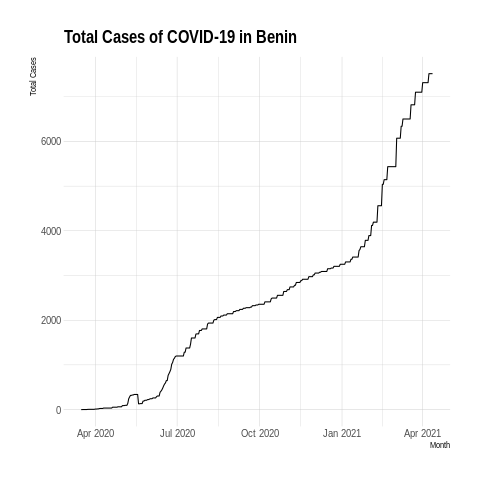 Total Cases of COVID-19 in Benin
Total Cases
6000
4000
2000
0
Apr 2020 Jul 2020 Oct 2020 Jan 2021 Apr 2021
Month